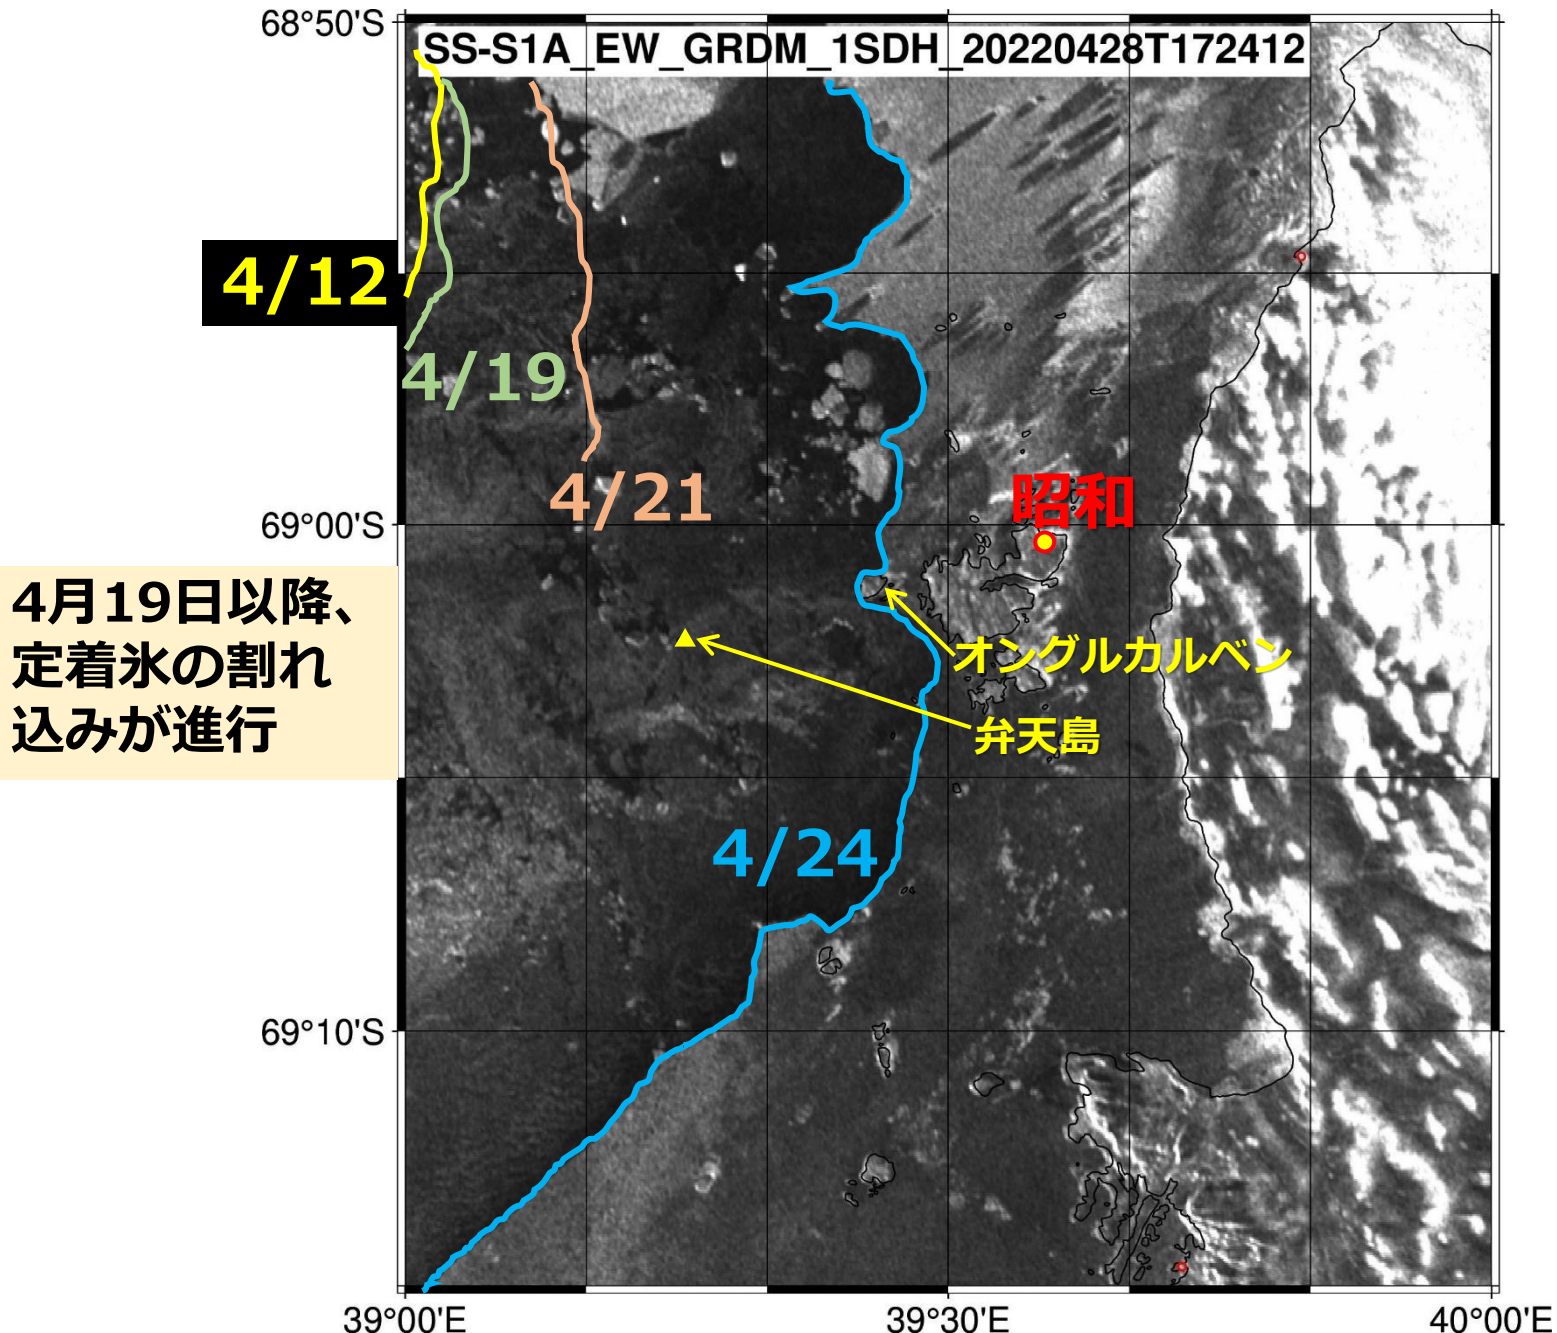 68°50'S
SS-S1A_EW_GRDM_1SDH_20220428T172412
4/12
4/19
4/21
昭和
69°00'S
4月19日以降、
定着氷の割れ
込みが進行
オングルカルベン
弁天島
4/24
69°10'S
39°00'E
39°30'E
40°00'E